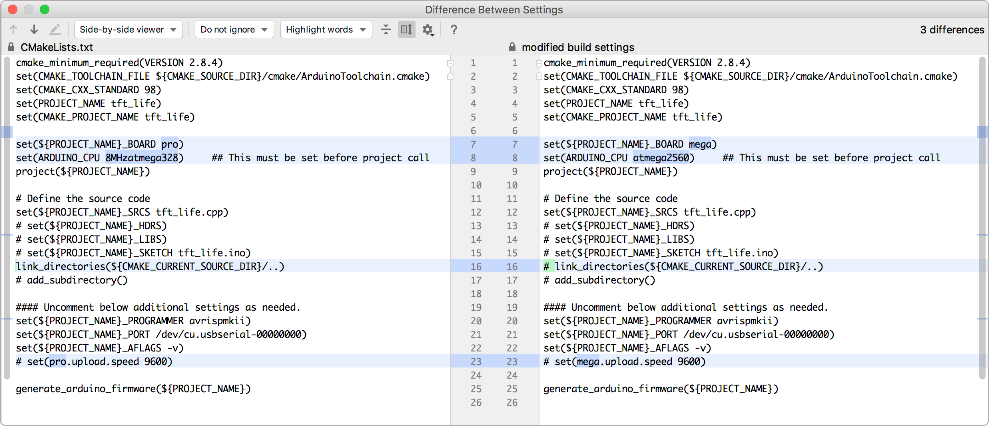 Difference Between Settings
Side-by-side viewer Do not ignore Highlight words ? 3 differences
CMakeLists.txt
cmake_minimum_required(VERSION 2.8.4)
set(CMAKE_TOOLCHAIN_FILE ${CMAKE_SOURCE_DIR}/cmake/ArduinoToolchain.cmake)
set(CMAKE_CXX_STANDARD 98)
set(PROJECT_NAME tft_life)
set(CMAKE_PROJECT_NAME tft_life)
set(${PROJECT_NAME}_BOARD pro)
set(ARDUINO_CPU 8MHzatmega328) ## This must be set before project call
project(${PROJECT_NAME})
# Define the source code
set(${PROJECT_NAME}_SRCS tft_life.cpp)
# set(${PROJECT_NAME}_HDRS)
# set(${PROJECT_NAME}_LIBS)
# set(${PROJECT_NAME}_SKETCH tft_life.ino)
link_directories(${CMAKE_CURRENT_SOURCE_DIR}/..)
# add_subdirectory()
#### Uncomment below additional settings as needed.
set(${PROJECT_NAME}_PROGRAMMER avrispmkii)
set(${PROJECT_NAME}_PORT /dev/cu.usbserial-00000000)
set(${PROJECT_NAME}_AFLAGS -v)
# set(pro.upload.speed 9600)
generate_arduino_firmware(${PROJECT_NAME})
1 1
2 2
3 3
4 4
5 5
6 6
7 7
8 8
9 9
10 10
11 11
12 12
13 13
14 14
15 15
16 16
17 17
18 18
19 19
20 20
21 21
22 22
23 23
24 24
25 25
26 26
modified build settings
cmake_minimum_required(VERSION 2.8.4)
set(CMAKE_TOOLCHAIN_FILE ${CMAKE_SOURCE_DIR}/cmake/ArduinoToolchain.cmake)
set(CMAKE_CXX_STANDARD 98)
set(PROJECT_NAME tft_life)
set(CMAKE_PROJECT_NAME tft_life)
set(${PROJECT_NAME}_BOARD mega)
set(ARDUINO_CPU atmega2560) ## This must be set before project call
project(${PROJECT_NAME})
# Define the source code
set(${PROJECT_NAME}_SRCS tft_life.cpp)
# set(${PROJECT_NAME}_HDRS)
# set(${PROJECT_NAME}_LIBS)
# set(${PROJECT_NAME}_SKETCH tft_life.ino)
# link_directories(${CMAKE_CURRENT_SOURCE_DIR}/..)
# add_subdirectory()
#### Uncomment below additional settings as needed.
set(${PROJECT_NAME}_PROGRAMMER avrispmkii)
set(${PROJECT_NAME}_PORT /dev/cu.usbserial-00000000)
set(${PROJECT_NAME}_AFLAGS -v)
# set(mega.upload.speed 9600)
generate_arduino_firmware(${PROJECT_NAME})